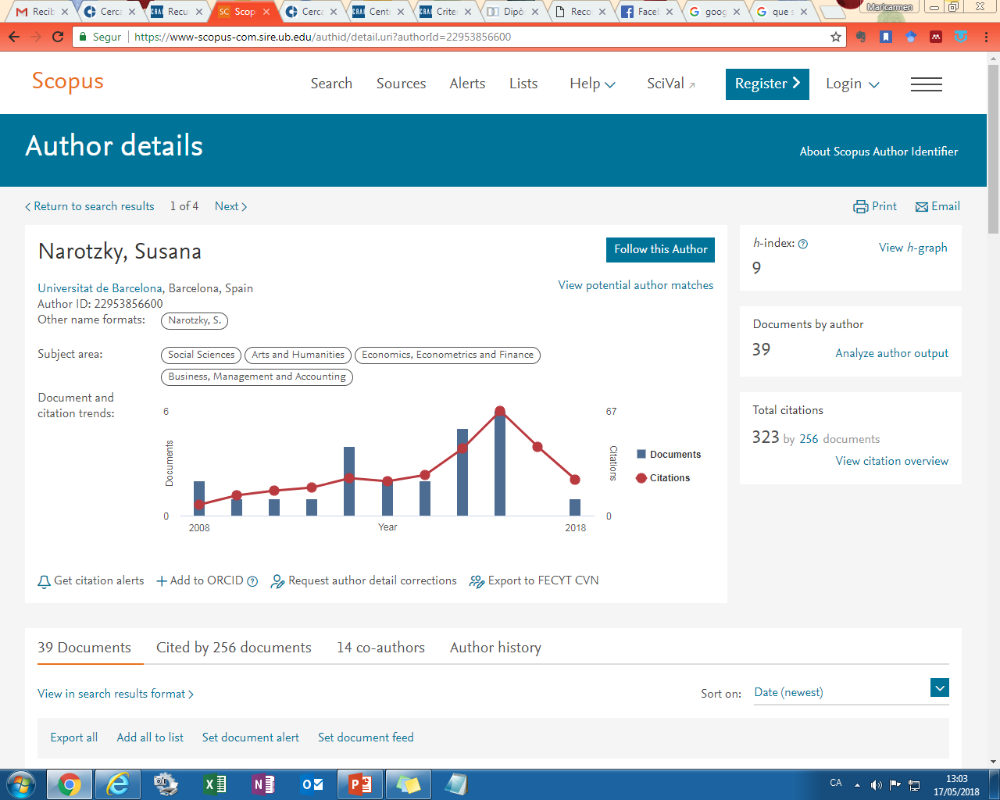 Recib
Cerca
Recu
Scop
Cerca
Cent
Criter
Dipò
Reco
Facel
goog
que s
Maricarmen
Segur
https://www-scopus-com.sire.ub.edu/authid/detail.uri?authorId=22953856600
Scopus
Search Sources Alerts Lists Help SciVal Register Login
Author details
About Scopus Author Identifier
Return to search results 1 of 4 Next
Print Email
Narotzky, Susana
Follow this Author
View potential author matches
Universitat de Barcelona, Barcelona, Spain
Author ID: 22953856600
Other name formats: Narotzky, S.
Subject area: Social Sciences Arts and Humanities Economics, Econometrics and Finance
Business, Management and Accounting
Document and
citation trends:
6
67
Documents
Citations
0
0
2008
Year
2018
Documents
Citations
Get citation alerts Add to ORCID Request author detail corrections Export to FECYT CVN
h-index:
9
View h-graph
Documents by author
39
Analyze author output
Total citations
323 by 256 documents
View citation overview
39 Documents Cited by 256 documents 14 co-authors Author history
View in search results format
Sort on: Date (newest)
Export all Add all to list Set document alert Set document feed
CA
13:03
17/05/2018